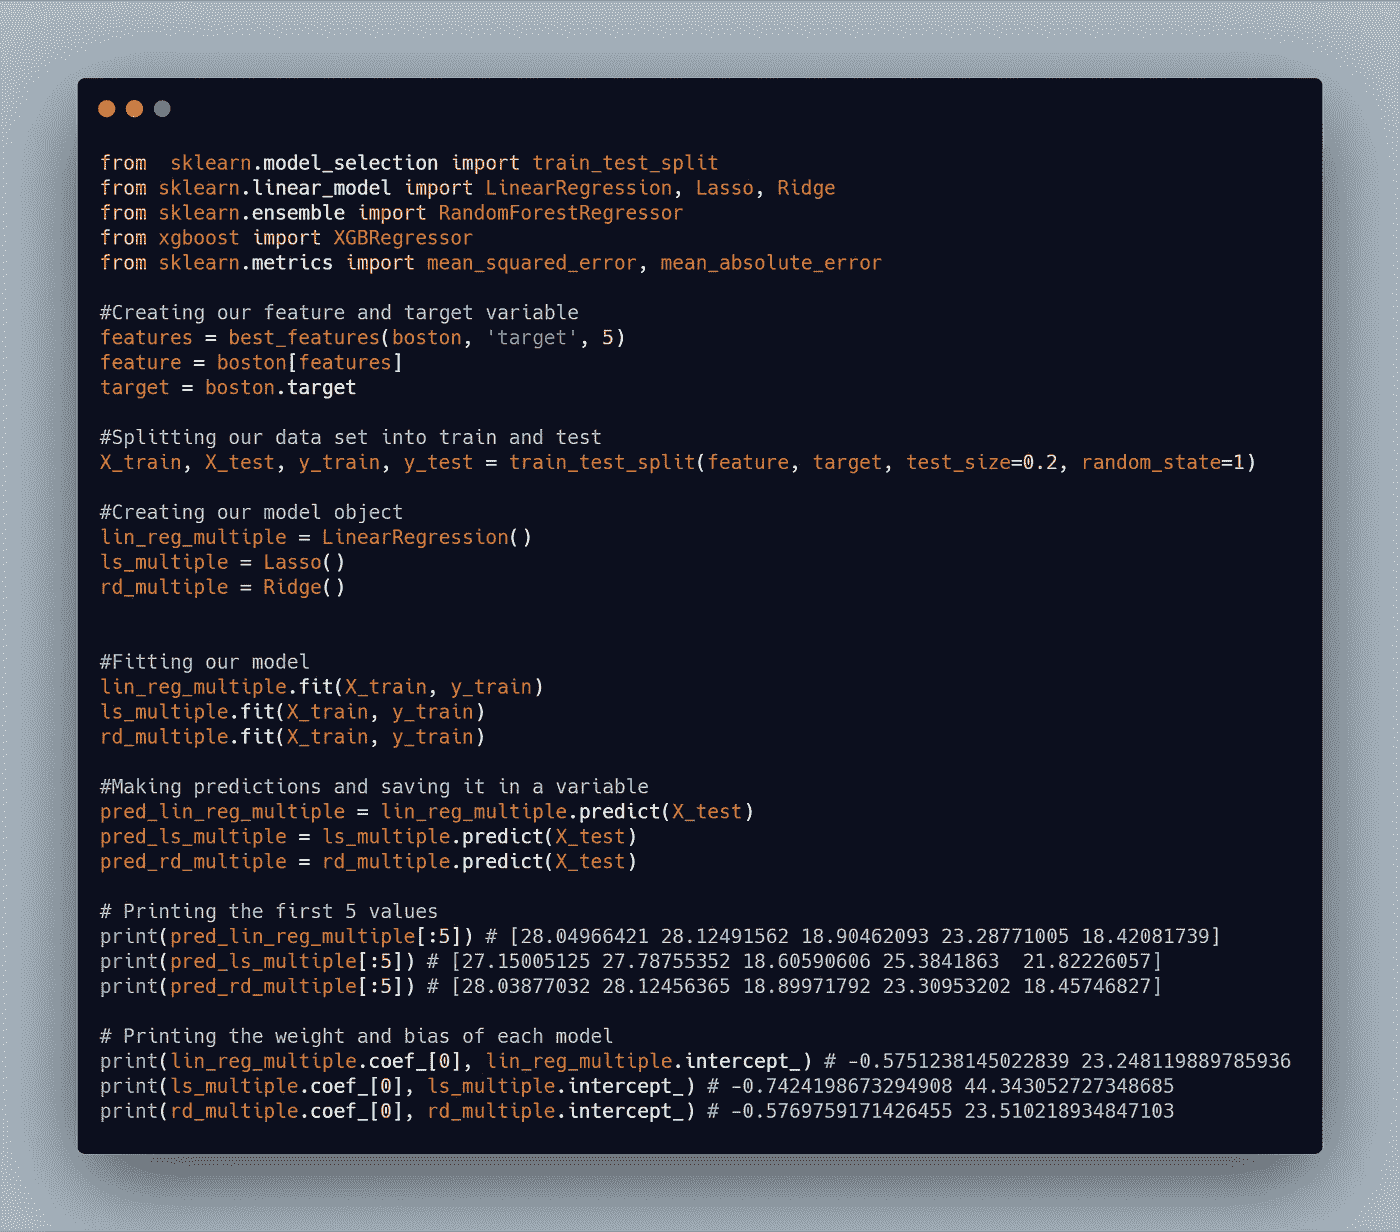 from  sklearn.model_selection import train_test_split
from sklearn.linear_model import LinearRegression, Lasso, Ridge
from sklearn.ensemble import RandomForestRegressor
from xgboost import XGBRegressor
from sklearn.metrics import mean_squared_error, mean_absolute_error
#Creating our feature and target variable
features = best_features(boston, 'target', 5)
feature = boston[features]
target = boston.target
#Splitting our data set into train and test
X_train, X_test, y_train, y_test = train_test_split(feature, target, test_size=0.2, random_state=1)
#Creating our model object
lin_reg_multiple = LinearRegression()
ls_multiple = Lasso()
rd_multiple = Ridge()
#Fitting our model
lin_reg_multiple.fit(X_train, y_train)
ls_multiple.fit(X_train, y_train)
rd_multiple.fit(X_train, y_train)
#Making predictions and saving it in a variable
pred_lin_reg_multiple = lin_reg_multiple.predict(X_test)
pred_ls_multiple = ls_multiple.predict(X_test)
pred_rd_multiple = rd_multiple.predict(X_test)
# Printing the first 5 values
print(pred_lin_reg_multiple[:5]) # [28.04966421 28.12491562 18.90462093 23.28771005 18.42081739]
print(pred_ls_multiple[:5]) # [27.15005125 27.78755352 18.60590606 25.3841863  21.82226057]
print(pred_rd_multiple[:5]) # [28.03877032 28.12456365 18.89971792 23.30953202 18.45746827]
# Printing the weight and bias of each model
print(lin_reg_multiple.coef_[0], lin_reg_multiple.intercept_) # -0.5751238145022839 23.248119889785936
print(ls_multiple.coef_[0], ls_multiple.intercept_) # -0.7424198673294908 44.343052727348685
print(rd_multiple.coef_[0], rd_multiple.intercept_) # -0.5769759171426455 23.510218934847103